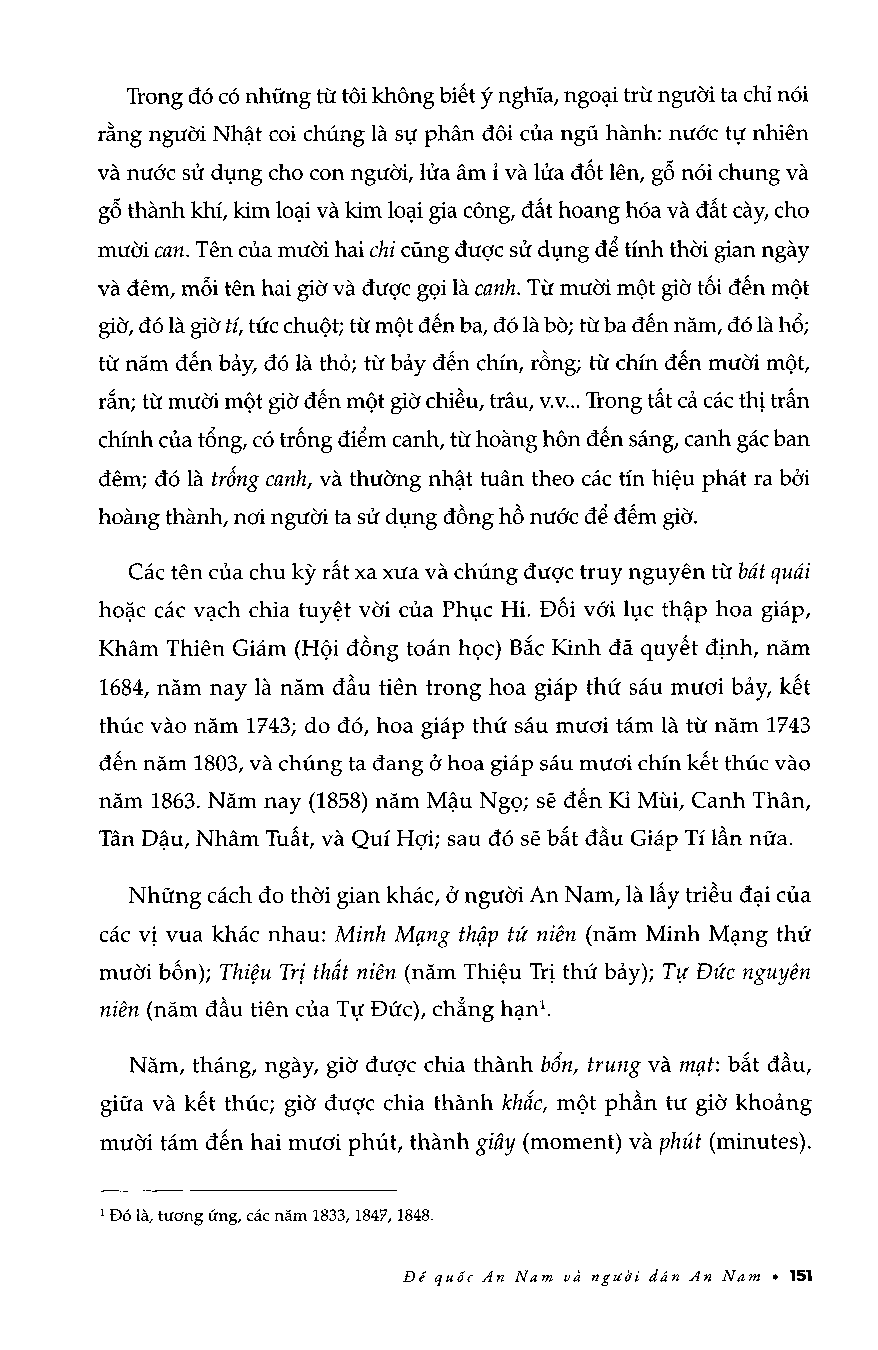 Trong đó có những từ tôi không biết ý nghĩa, ngoại trừ người ta chỉ nói
rằng người Nhật coi chúng là sự phân đôi của ngũ hành: nước tự nhiên
và nước sử dụng cho con người, lửa âm ỉ và lửa đốt lên, gỗ nói chung và
gỗ thành khí, kim loại và kim loại gia công, đất hoang hóa và đất cày, cho
mười can. Tên của mười hai chi cũng được sử dụng để tính thời gian ngày
và đêm, mỗi tên hai giờ và được gọi là canh. Từ mười một giờ tối đến một
giờ, đó là giờ tí, tức chuột; từ một đến ba, đó là bò; từ ba đến năm, đó là hổ;
từ năm đến bảy, đó là thỏ; từ bảy đến chín, rồng; từ chín đến mười một,
rắn; từ mười một giờ đến một giờ chiều, trâu, v.v... Trong tất cả các thị trấn
chính của tổng, có trống điểm canh, từ hoàng hôn đến sáng, canh gác ban
đêm; đó là trống canh, và thường nhật tuân theo các tín hiệu phát ra bởi
hoàng thành, nơi người ta sử dụng đồng hồ nước để đếm giờ.
Các tên của chu kỳ rất xa xưa và chúng được truy nguyên từ bát quái
hoặc các vạch chia tuyệt vời của Phục Hi. Đối với lục thập hoa giáp,
Khâm Thiên Giám (Hội đồng toán học) Bắc Kinh đã quyết định, năm
1684, năm nay là năm đầu tiên trong hoa giáp thứ sáu mươi bảy, kết
thúc vào năm 1743; do đó, hoa giáp thứ sáu mươi tám là từ năm 1743
đến năm 1803, và chúng ta đang ở hoa giáp sáu mươi chín kết thúc vào
năm 1863. Năm nay (1858) năm Mậu Ngọ; sẽ đến Kỉ Mùi, Canh Thân,
Tân Dậu, Nhâm Tuất, và Quí Hợi; sau đó sẽ bắt đầu Giáp Tí lần nữa.
Những cách đo thời gian khác, ở người An Nam, là lấy triều đại của
các vị vua khác nhau: Minh Mạng thập tứ niên (năm Minh Mạng thứ
mười bốn); Thiệu Trị thất niên (năm Thiệu Trị thứ bảy); Tự Đức nguyên
niên (năm đầu tiên của Tự Đức), chẳng hạn¹.
Năm, tháng, ngày, giờ được chia thành bổn, trung và mạt: bắt đầu,
giữa và kết thúc; giờ được chia thành khắc, một phần tư giờ khoảng
mười tám đến hai mươi phút, thành giây (moment) và phút (minutes).
¹ Đó là, tương ứng, các năm 1833, 1847, 1848.
Đế quốc An Nam và người dân An Nam • 151